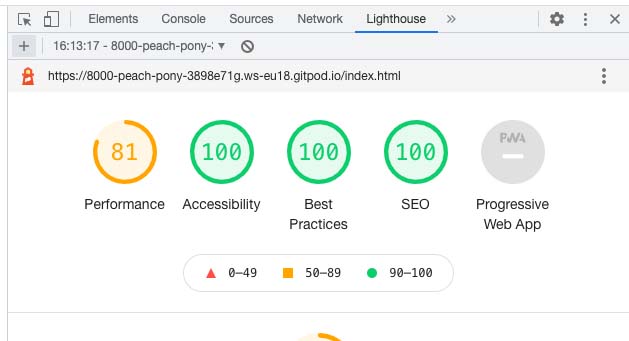 Elements Console Sources Network Lighthouse »
16:13:17 - 8000-peach-pony-
https://8000-peach-pony-3898e71g.ws-eu18.gitpod.io/index.html
81 100 100 100 PWA
Performance Accessibility Best Practices SEO Progressive Web App
0–49 50–89 90–100